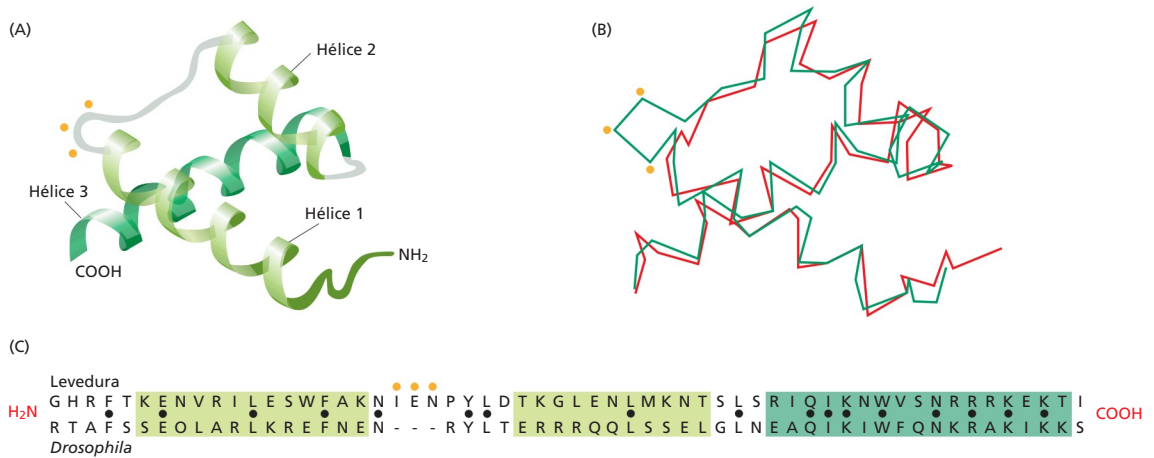 (A)
Hélice 2
Hélice 3
Hélice 1
NH₂
COOH
(B)
(C)
Levedura
G H R F T K E N V R I L E S W F A K N I E N P Y L D T K G L E N L M K N T S L S R I Q I K N W V S N R R R K E K T I
H₂N
COOH
R T A F S S E O L A R L K R E F N E N - - - R Y L T E R R R Q Q L S S E L G L N E A Q I K I W F Q N K R A K I K K S
Drosophila